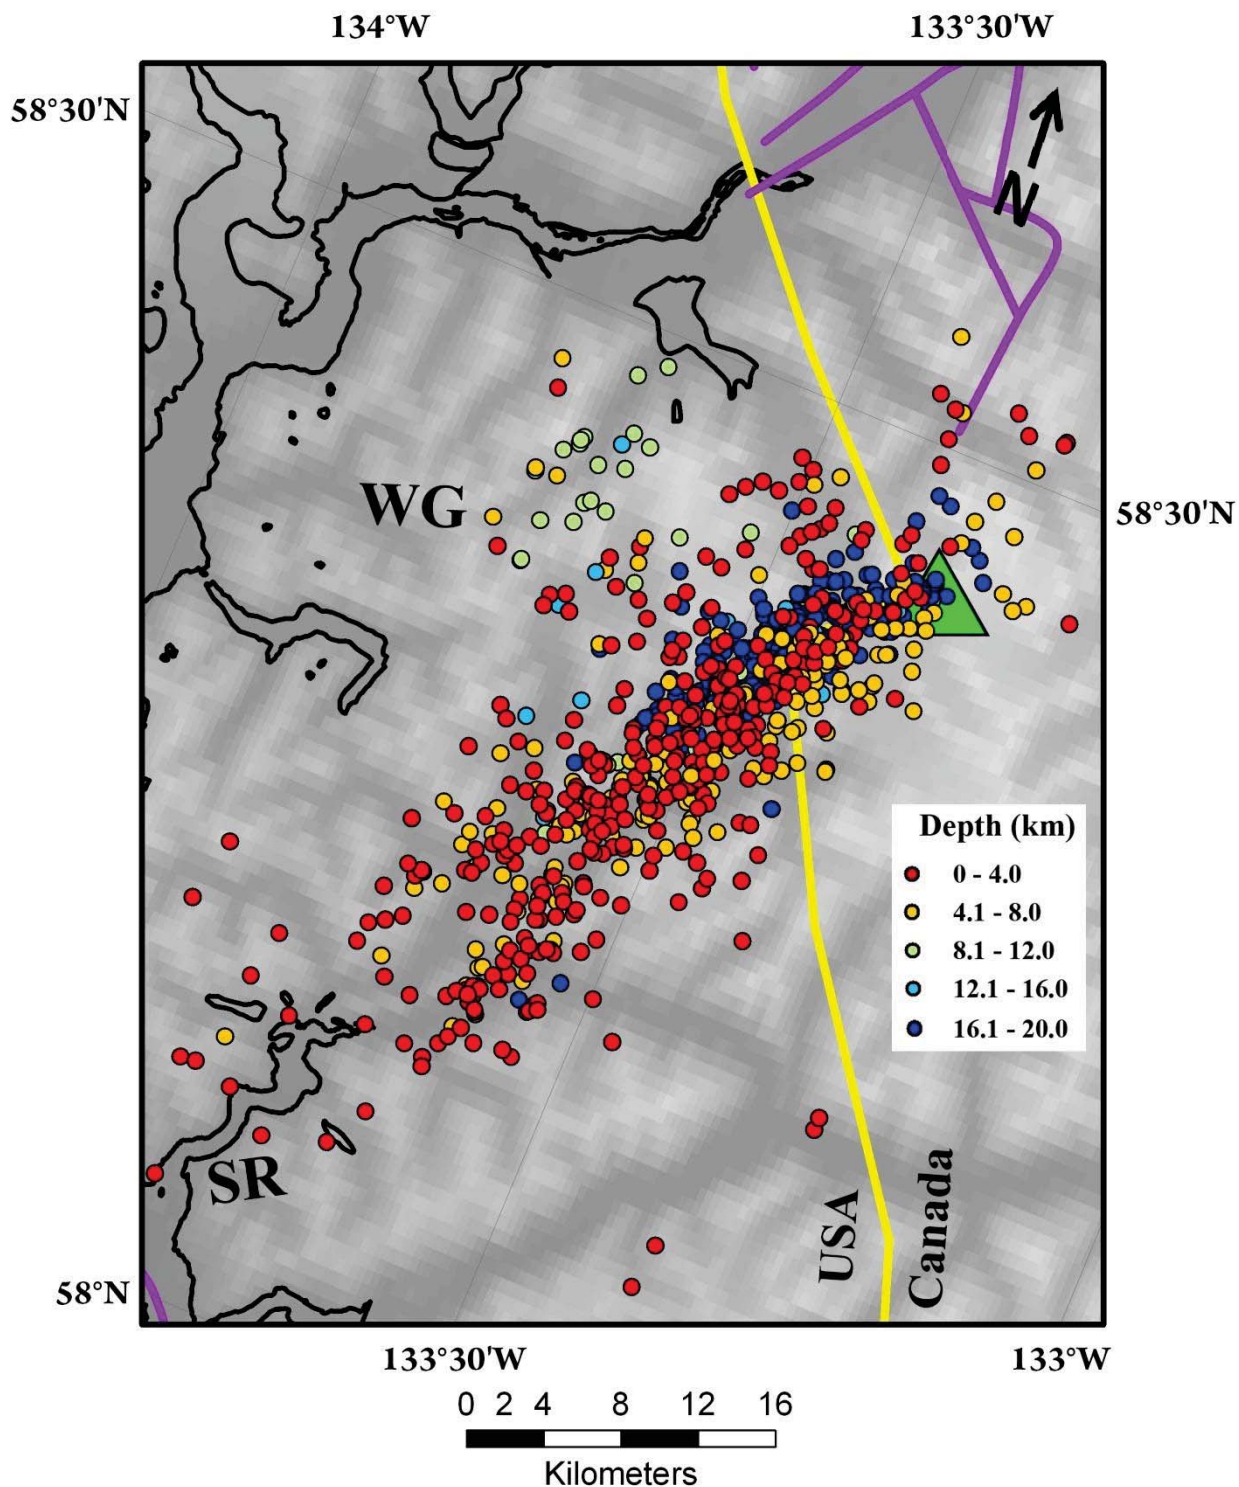 134°W
133°30'W
58°30'N
N
WG
58°30'N
Depth (km)
0 - 4.0
4.1 - 8.0
8.1 - 12.0
12.1 - 16.0
16.1 - 20.0
SR
USA
Canada
58°N
133°30'W
133°W
0 2 4 8 12 16
Kilometers